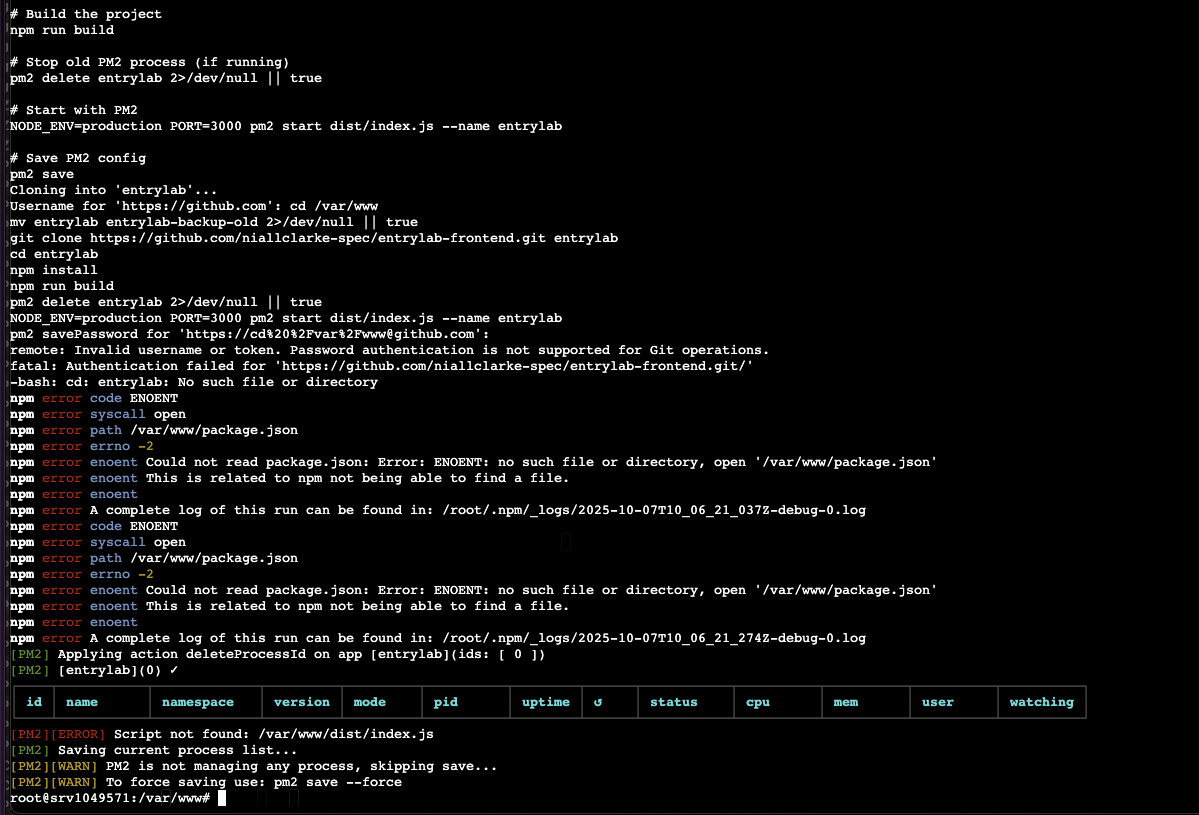 # Build the project
npm run build
# Stop old PM2 process (if running)
pm2 delete entrylab 2>/dev/null || true
# Start with PM2
NODE_ENV=production PORT=3000 pm2 start dist/index.js --name entrylab
# Save PM2 config
pm2 save
Cloning into 'entrylab'...
Username for 'https://github.com': cd /var/www
mv entrylab entrylab-backup-old 2>/dev/null || true
git clone https://github.com/niallclarke-spec/entrylab-frontend.git entrylab
cd entrylab
npm install
npm run build
pm2 delete entrylab 2>/dev/null || true
NODE_ENV=production PORT=3000 pm2 start dist/index.js --name entrylab
pm2 savePassword for 'https://cd%20%2Fvar%2Fwww@github.com':
remote: Invalid username or token. Password authentication is not supported for Git operations.
fatal: Authentication failed for 'https://github.com/niallclarke-spec/entrylab-frontend.git/'
-bash: cd: entrylab: No such file or directory
npm error code ENOENT
npm error syscall open
npm error path /var/www/package.json
npm error errno -2
npm error enoent Could not read package.json: Error: ENOENT: no such file or directory, open '/var/www/package.json'
npm error enoent This is related to npm not being able to find a file.
npm error enoent
npm error A complete log of this run can be found in: /root/.npm/_logs/2025-10-07T10_06_21_037Z-debug-0.log
npm error code ENOENT
npm error syscall open
npm error path /var/www/package.json
npm error errno -2
npm error enoent Could not read package.json: Error: ENOENT: no such file or directory, open '/var/www/package.json'
npm error enoent This is related to npm not being able to find a file.
npm error enoent
npm error A complete log of this run can be found in: /root/.npm/_logs/2025-10-07T10_06_21_274Z-debug-0.log
[PM2] Applying action deleteProcessId on app [entrylab](ids: [ 0 ])
[PM2] [entrylab](0) ✓
id name namespace version mode pid uptime ↺ status cpu mem user watching
[PM2][ERROR] Script not found: /var/www/dist/index.js
[PM2] Saving current process list...
[PM2][WARN] PM2 is not managing any process, skipping save...
[PM2][WARN] To force saving use: pm2 save --force
root@srv1049571:/var/www#